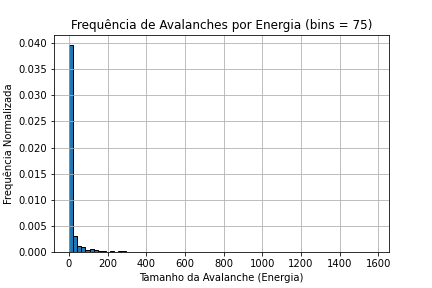 Frequência de Avalanches por Energia (bins = 75)
Frequência Normalizada
0.040
0.035
0.030
0.025
0.020
0.015
0.010
0.005
0.000
0 200 400 600 800 1000 1200 1400 1600
Tamanho da Avalanche (Energia)